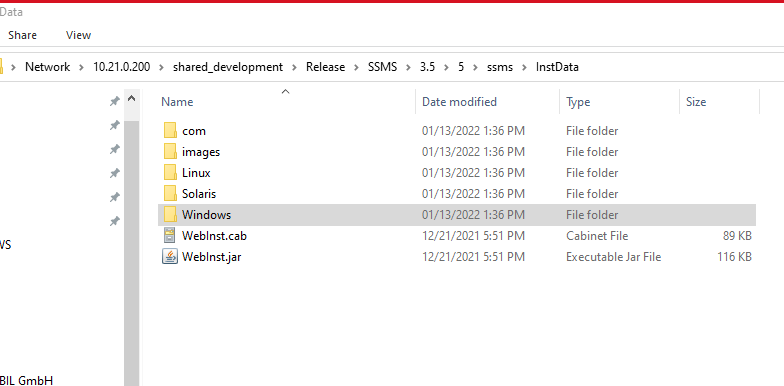 Data
Share View
Network > 10.21.0.200 > shared_development > Release > SSMS > 3.5 > 5 > ssms > InstData
Name Date modified Type Size
com 01/13/2022 1:36 PM File folder
images 01/13/2022 1:36 PM File folder
Linux 01/13/2022 1:36 PM File folder
Solaris 01/13/2022 1:36 PM File folder
Windows 01/13/2022 1:36 PM File folder
WebInst.cab 12/21/2021 5:51 PM Cabinet File 89 KB
WebInst.jar 12/21/2021 5:51 PM Executable Jar File 116 KB
WS
BIL GmbH